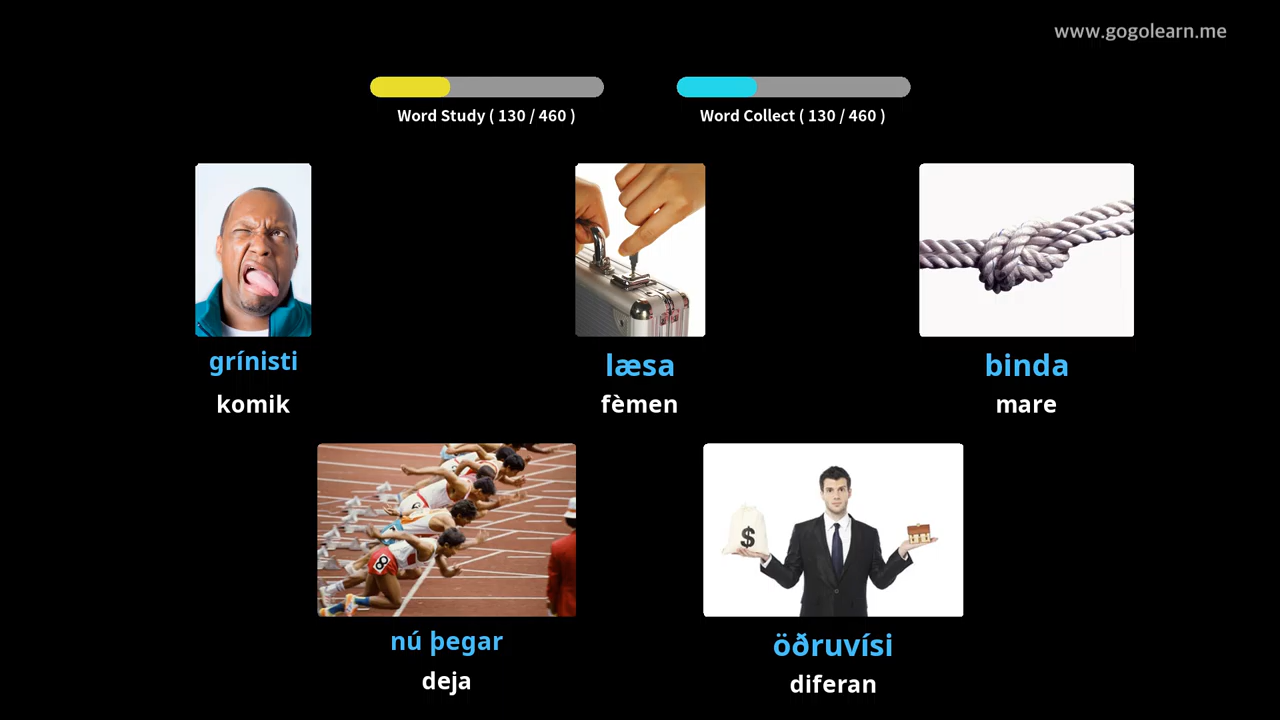 www.gogolearn.me
Word Study ( 130 / 460 )
Word Collect ( 130 / 460 )
grínisti
læsa
binda
komik
fèmen
mare
$
8
nú þegar
öðruvísi
deja
diferan